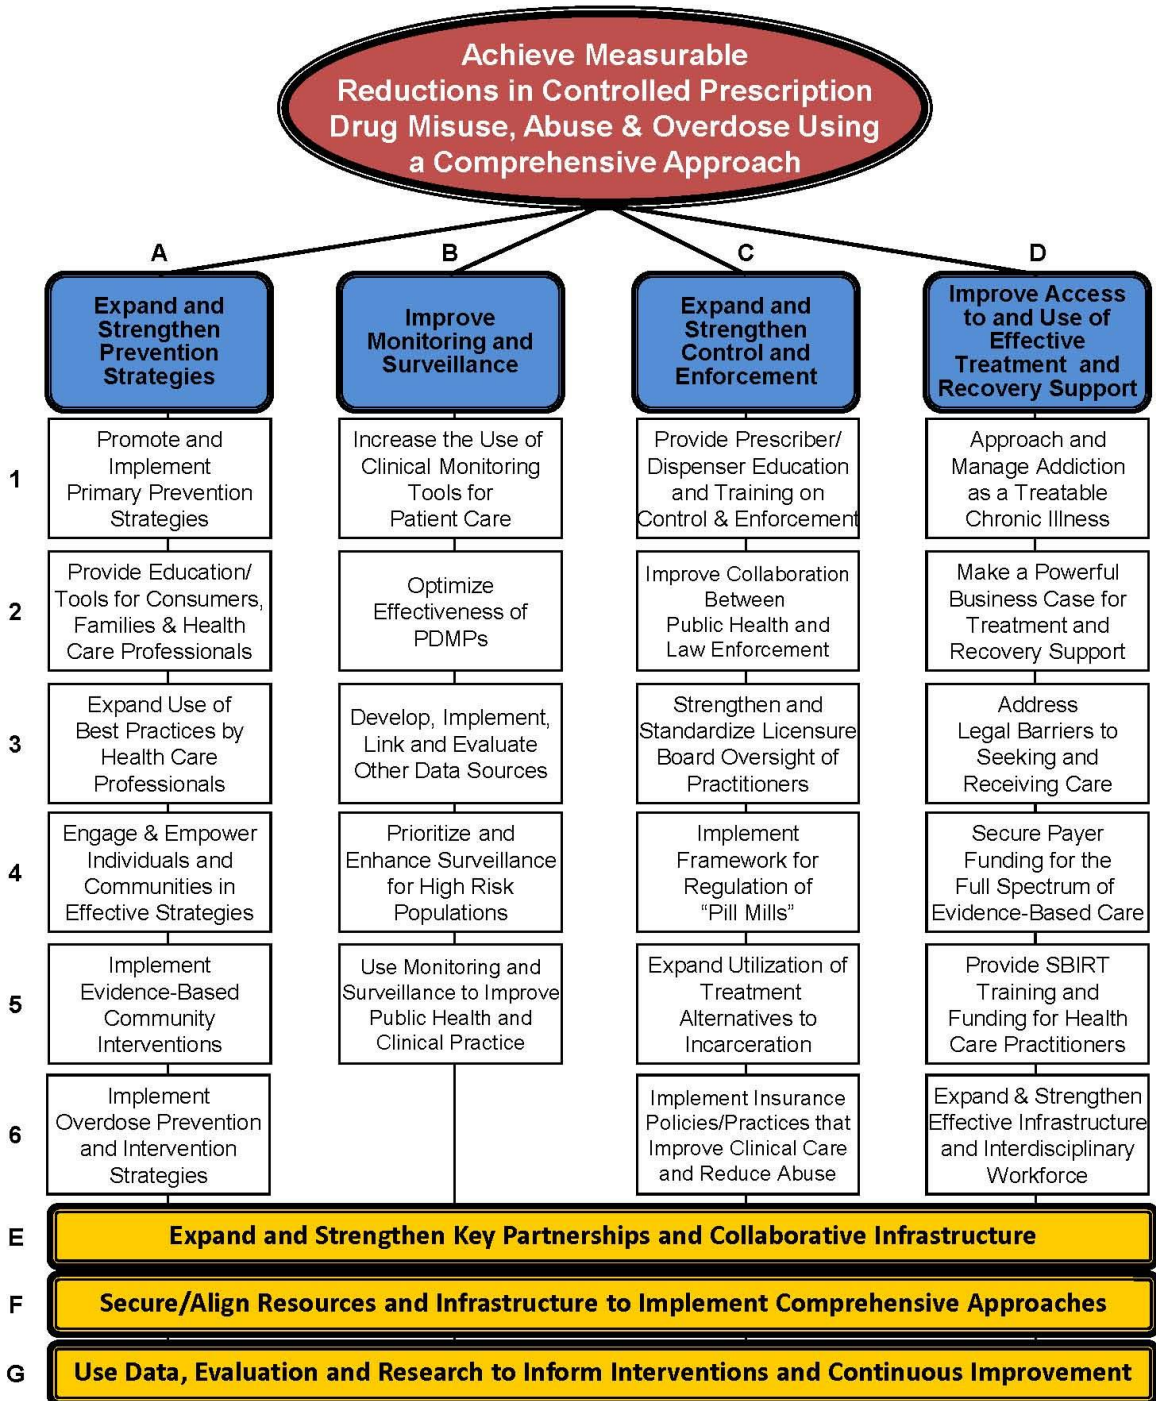 Achieve Measurable
Reductions in Controlled Prescription
Drug Misuse, Abuse & Overdose Using
a Comprehensive Approach
A
B
C
D
Expand and
Strengthen
Prevention
Strategies
Improve
Monitoring and
Surveillance
Expand and
Strengthen
Control and
Enforcement
Improve Access
to and Use of
Effective
Treatment and
Recovery Support
1
Promote and
Implement
Primary Prevention
Strategies
Increase the Use of
Clinical Monitoring
Tools for
Patient Care
Provide Prescriber/
Dispenser Education
and Training on
Control & Enforcement
Approach and
Manage Addiction
as a Treatable
Chronic Illness
2
Provide Education/
Tools for Consumers,
Families & Health
Care Professionals
Optimize
Effectiveness of
PDMPs
Improve Collaboration
Between
Public Health and
Law Enforcement
Make a Powerful
Business Case for
Treatment and
Recovery Support
3
Expand Use of
Best Practices by
Health Care
Professionals
Develop, Implement,
Link and Evaluate
Other Data Sources
Strengthen and
Standardize Licensure
Board Oversight of
Practitioners
Address
Legal Barriers to
Seeking and
Receiving Care
4
Engage & Empower
Individuals and
Communities in
Effective Strategies
Prioritize and
Enhance Surveillance
for High Risk
Populations
Implement
Framework for
Regulation of
“Pill Mills”
Secure Payer
Funding for the
Full Spectrum of
Evidence-Based Care
5
Implement
Evidence-Based
Community
Interventions
Use Monitoring and
Surveillance to Improve
Public Health and
Clinical Practice
Expand Utilization of
Treatment
Alternatives to
Incarceration
Provide SBIRT
Training and
Funding for Health
Care Practitioners
6
Implement
Overdose Prevention
and Intervention
Strategies
Implement Insurance
Policies/Practices that
Improve Clinical Care
and Reduce Abuse
Expand & Strengthen
Effective Infrastructure
and Interdisciplinary
Workforce
E
Expand and Strengthen Key Partnerships and Collaborative Infrastructure
F
Secure/Align Resources and Infrastructure to Implement Comprehensive Approaches
G
Use Data, Evaluation and Research to Inform Interventions and Continuous Improvement